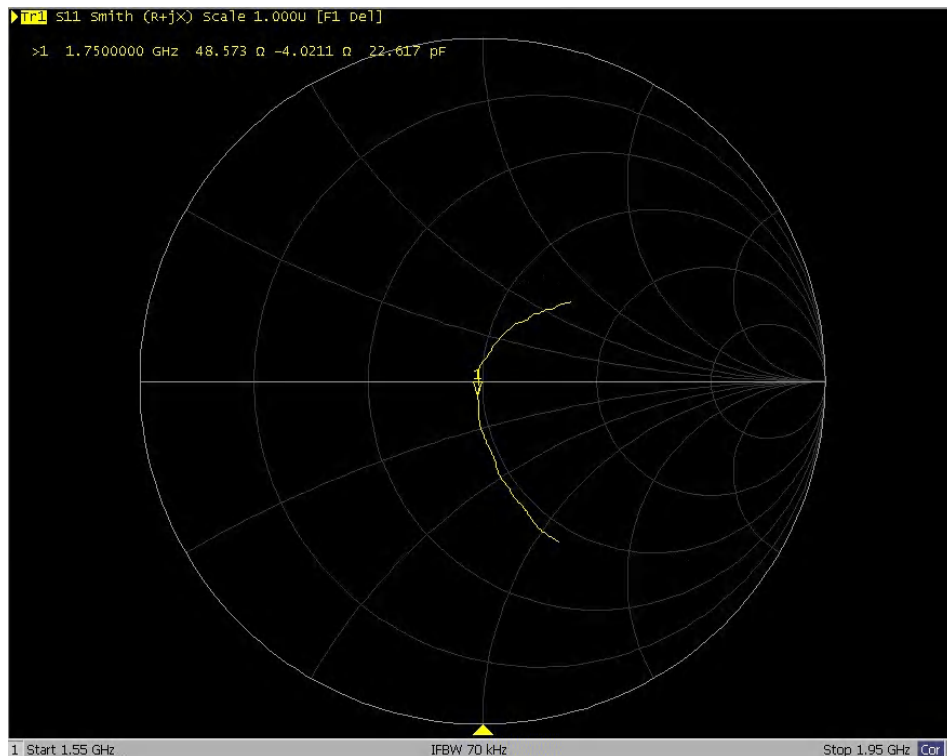 Tr1 S11 Smith (R+jX) Scale 1.000U [F1 Del]
>1 1.7500000 GHz 48.573 Ω -4.0211 Ω 22.617 pF
1
1 Start 1.55 GHz IFBW 70 kHz Stop 1.95 GHz Cor